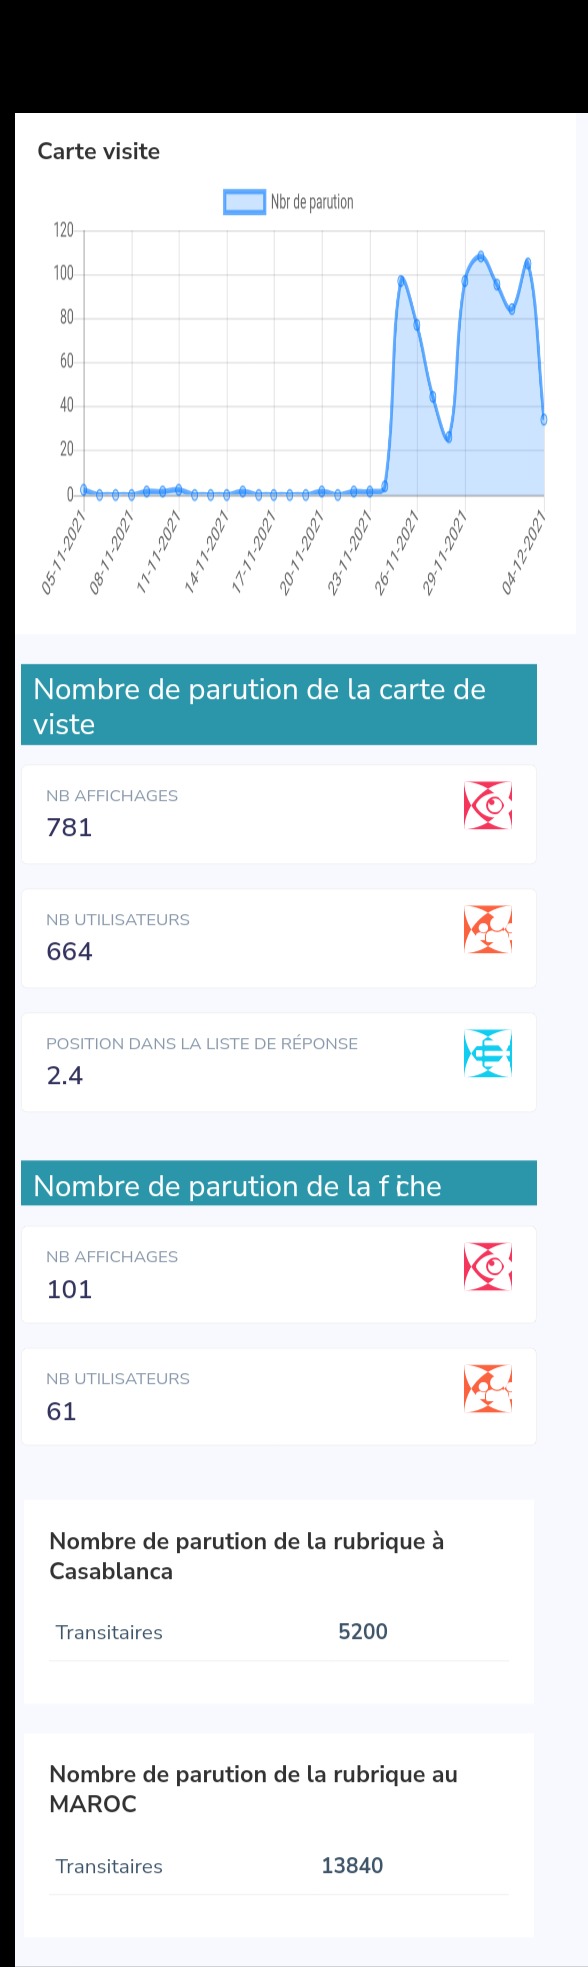 Carte visite
Nbr de parution
120
100
80
60
40
20
0
05-11-2021
08-11-2021
11-11-2021
14-11-2021
17-11-2021
20-11-2021
23-11-2021
26-11-2021
29-11-2021
04-12-2021
Nombre de parution de la carte de
viste
NB AFFICHAGES
781
NB UTILISATEURS
664
POSITION DANS LA LISTE DE RÉPONSE
2.4
Nombre de parution de la fiche
NB AFFICHAGES
101
NB UTILISATEURS
61
Nombre de parution de la rubrique à
Casablanca
Transitaires 5200
Nombre de parution de la rubrique au
MAROC
Transitaires 13840